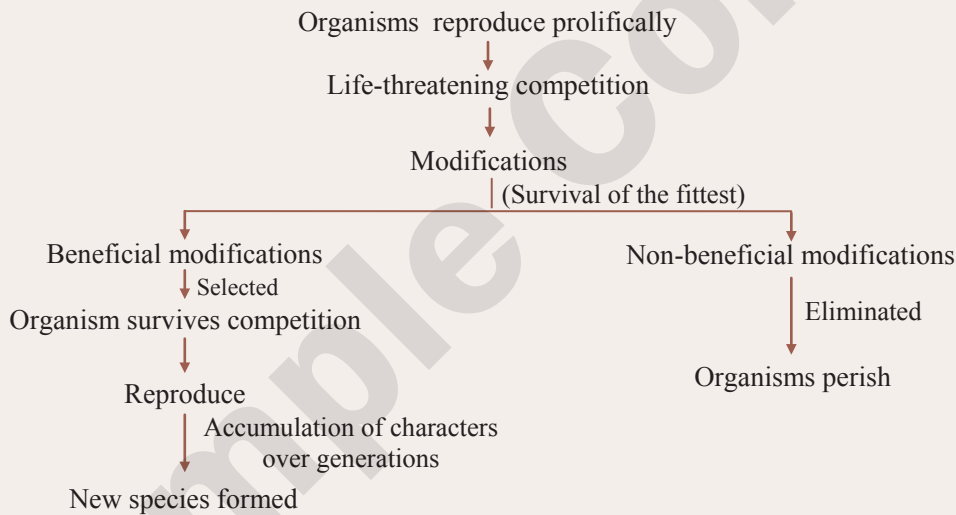 Organisms reproduce prolifically
Life-threatening competition
Modifications
(Survival of the fittest)
Beneficial modifications
Non-beneficial modifications
Selected
Eliminated
Organism survives competition
Organisms perish
Reproduce
Accumulation of characters
over generations
New species formed